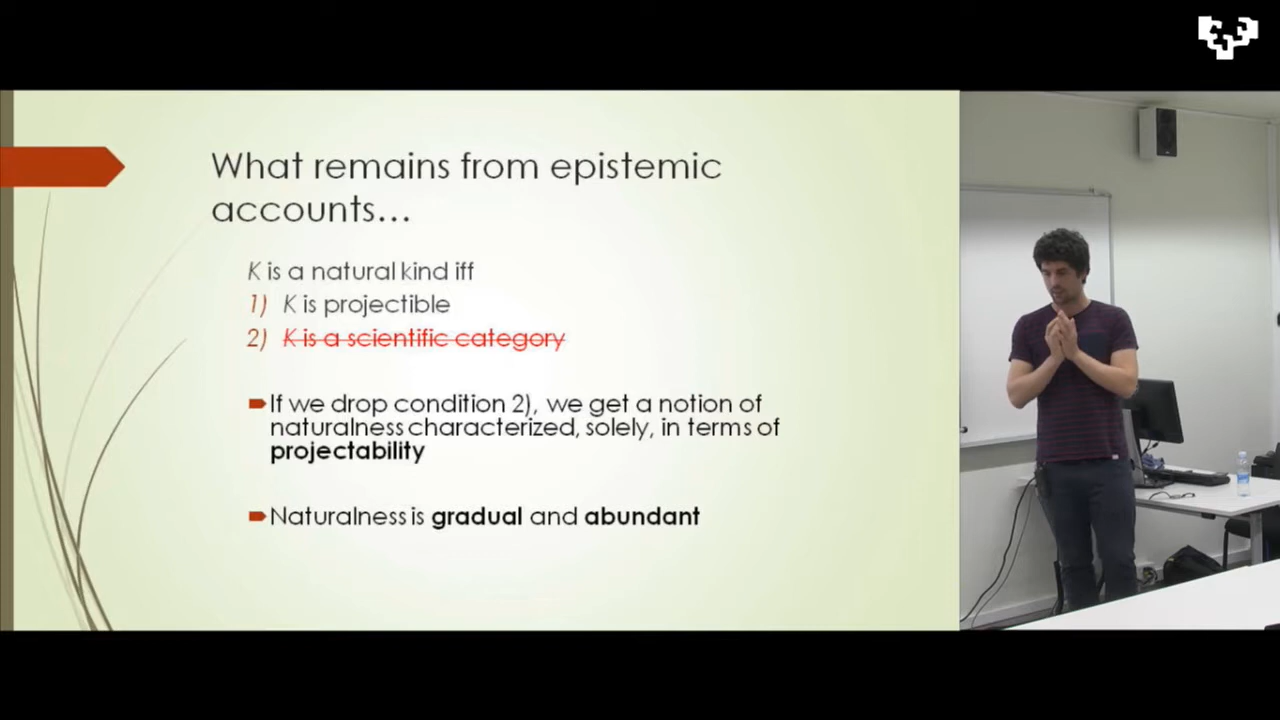 What remains from epistemic
accounts…
K is a natural kind iff
1) K is projectible
2) K is a scientific category
If we drop condition 2), we get a notion of
naturalness characterized, solely, in terms of
projectability
Naturalness is gradual and abundant